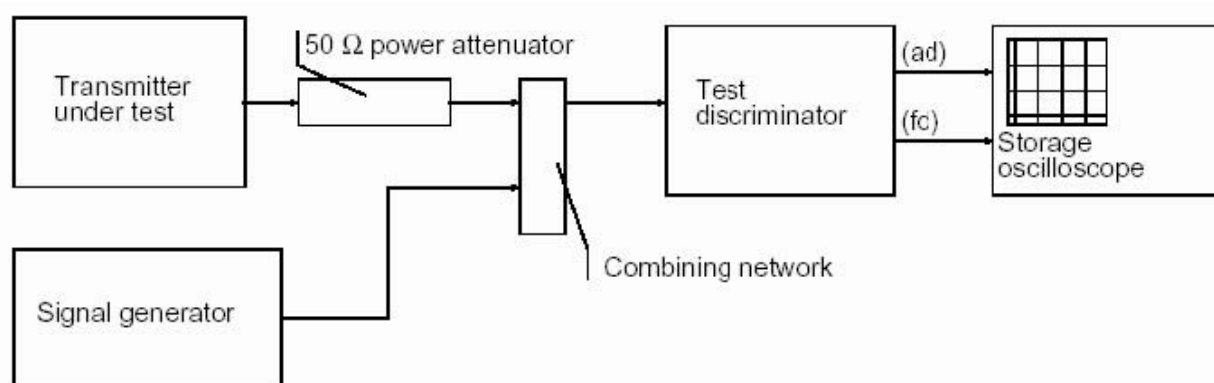 50 Ω power attenuator
Transmitter
under test
Test
discriminator
(ad)
(fc)
Storage
oscilloscope
Combining network
Signal generator